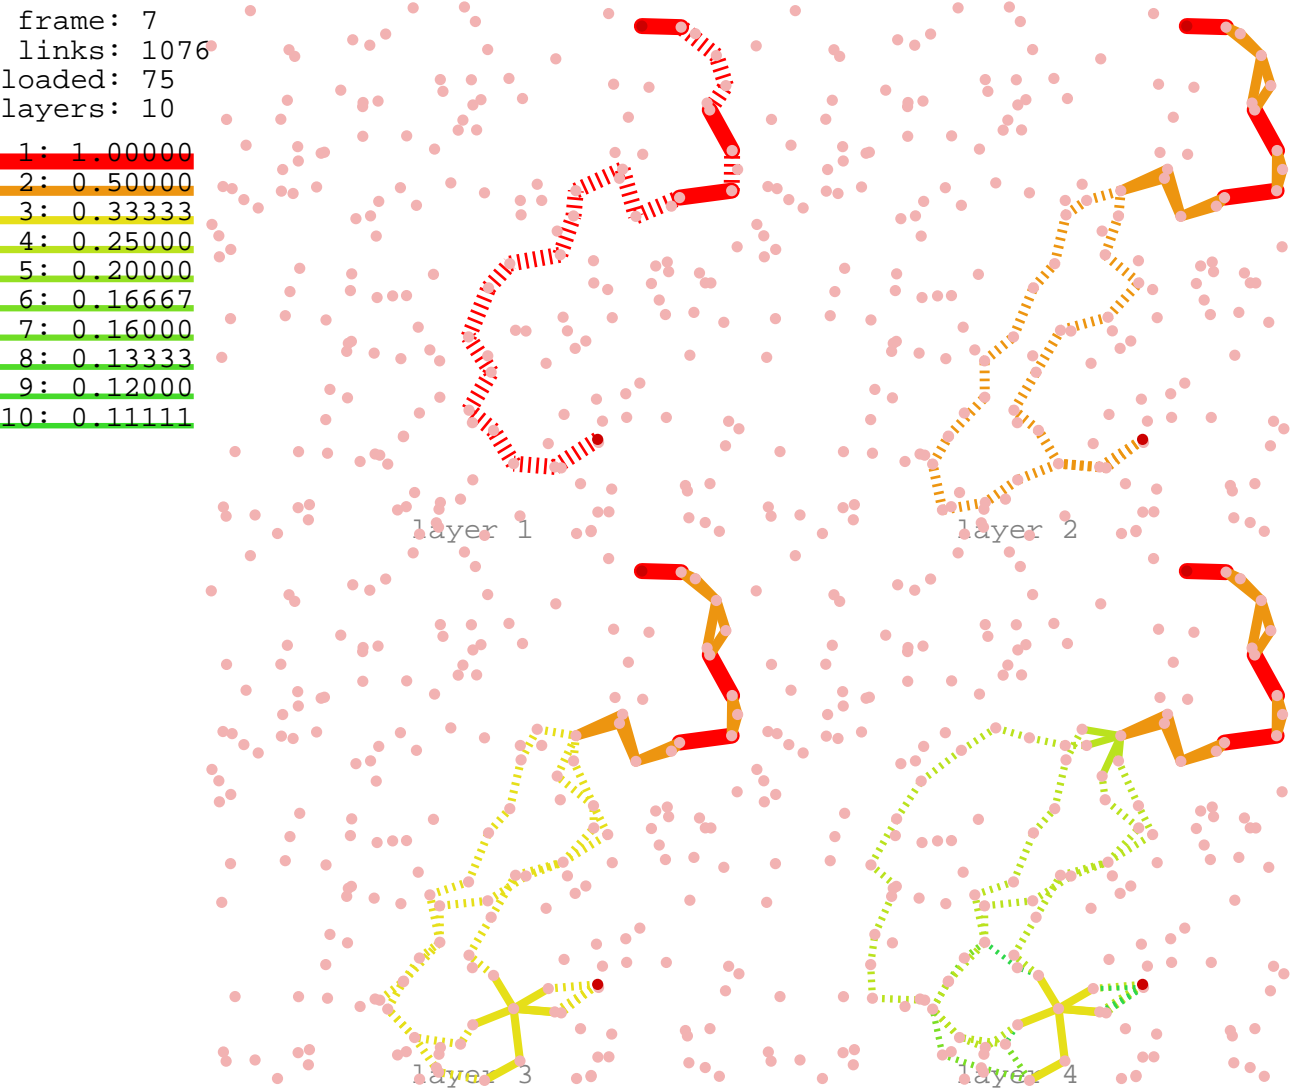 frame: 7
links: 1076
loaded: 75
layers: 10
1: 1.00000
2: 0.50000
3: 0.33333
4: 0.25000
5: 0.20000
6: 0.16667
7: 0.16000
8: 0.13333
9: 0.12000
10: 0.11111
layer 1
layer 2
layer 3
layer 4